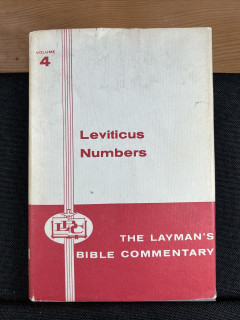 VOLUME
4
Leviticus
Numbers
LBC
THE LAYMAN'S
BIBLE COMMENTARY